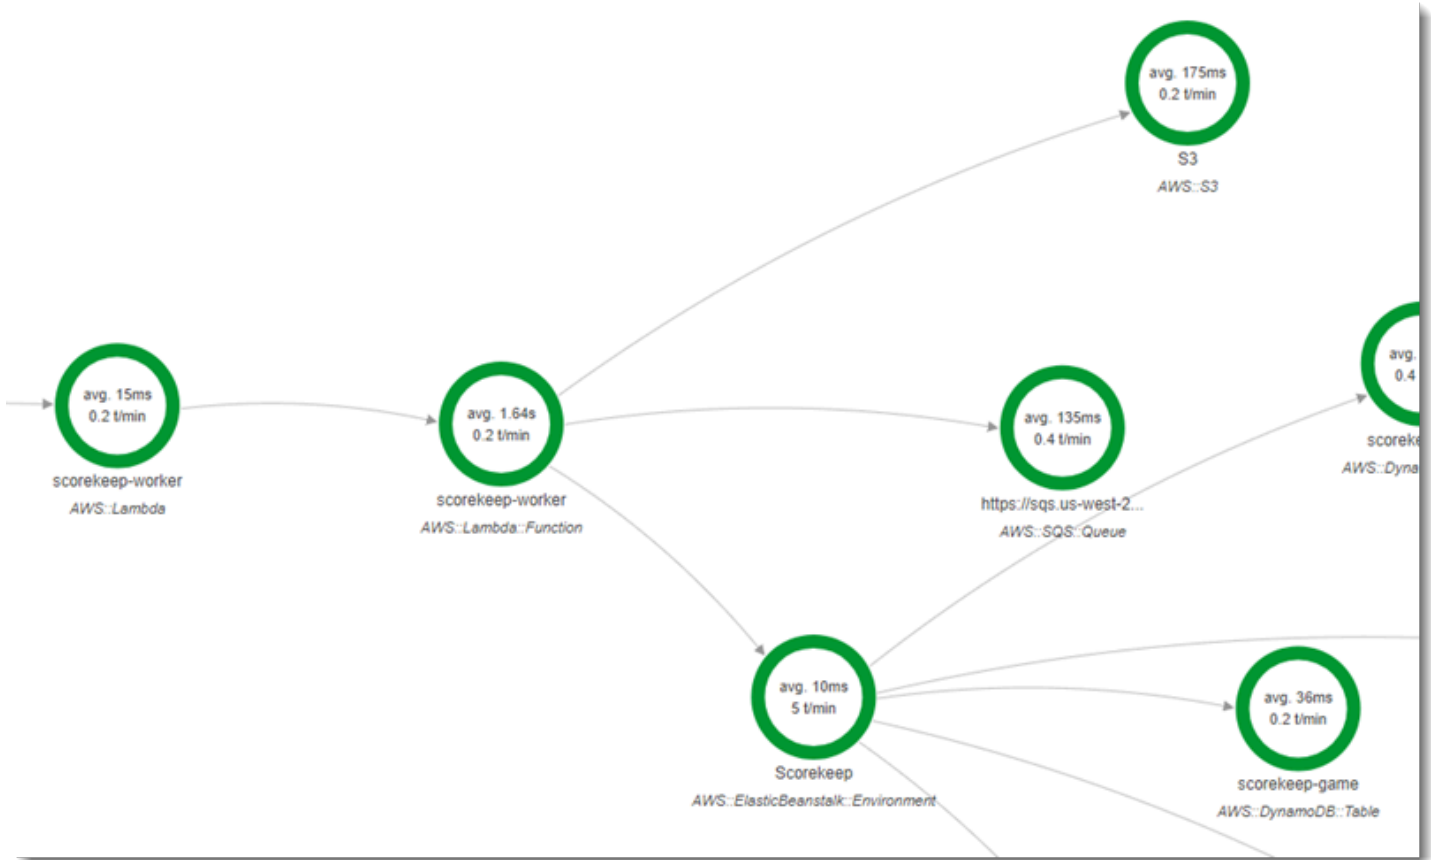 avg. 175ms
0.2 t/min
S3
AWS::S3
avg. 15ms
0.2 t/min
scorekeep-worker
AWS::Lambda
avg. 1.64s
0.2 t/min
scorekeep-worker
AWS::Lambda::Function
avg. 135ms
0.4 t/min
https://sqs.us-west-2...
AWS::SQS::Queue
avg.
0.4
scoreke
AWS::Dyna
avg. 10ms
5 t/min
Scorekeep
AWS::ElasticBeanstalk::Environment
avg. 36ms
0.2 t/min
scorekeep-game
AWS::DynamoDB::Table